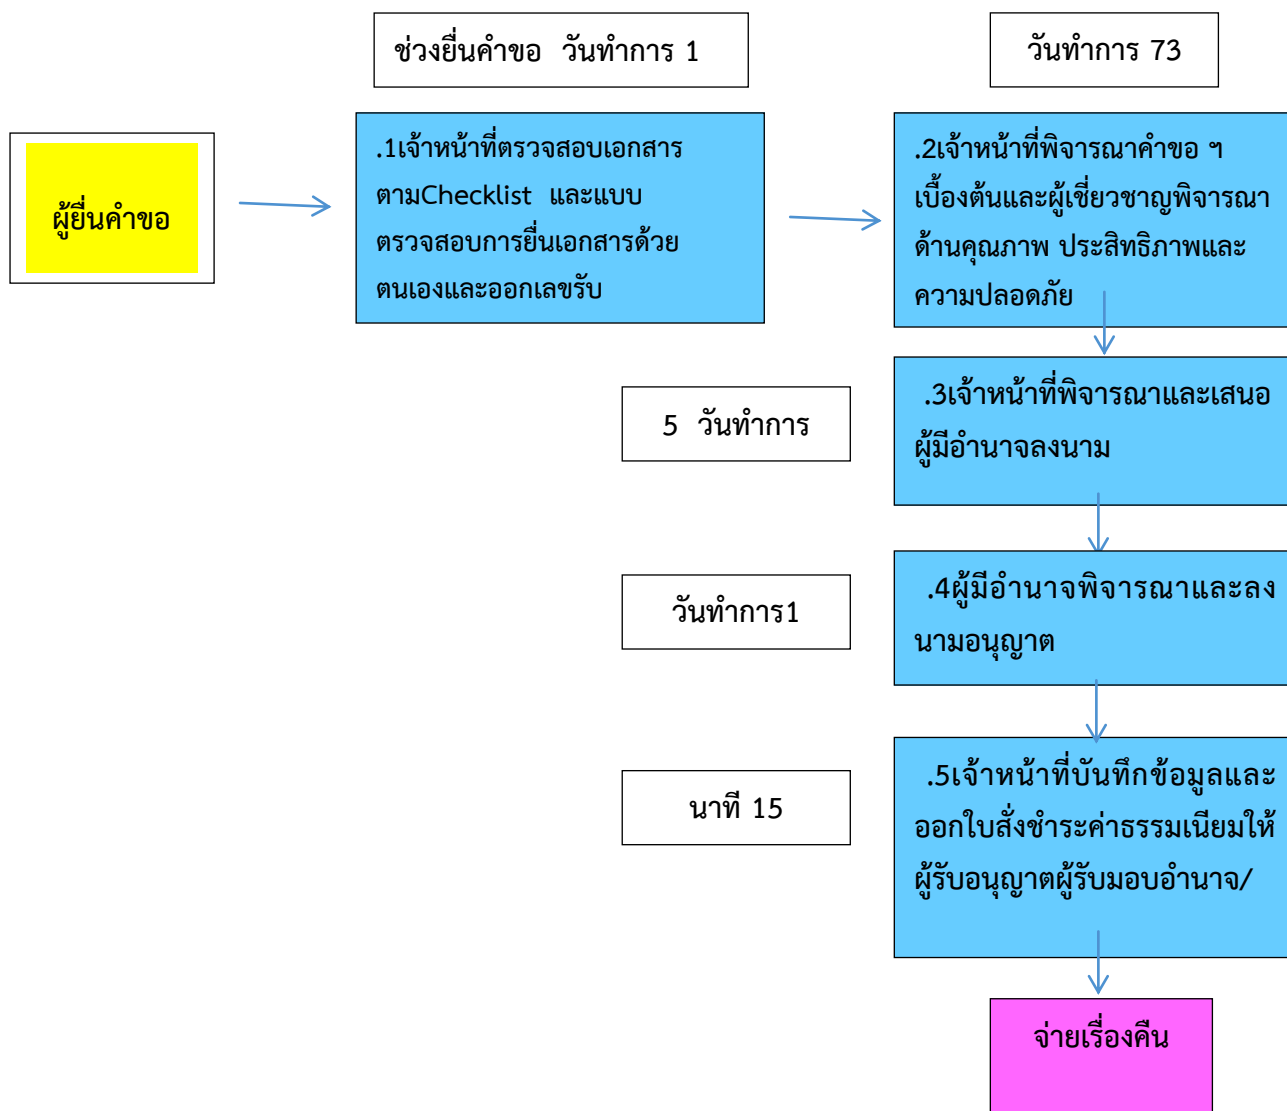 ช่วงยื่นคำขอ วันทำการ 1
วันทำการ 73
ผู้ยื่นคำขอ
.1เจ้าหน้าที่ตรวจสอบเอกสาร
ตามChecklist และแบบ
ตรวจสอบการยื่นเอกสารด้วย
ตนเองและออกเลขรับ
.2เจ้าหน้าที่พิจารณาคำขอ ฯ
เบื้องต้นและผู้เชี่ยวชาญพิจารณา
ด้านคุณภาพ ประสิทธิภาพและ
ความปลอดภัย
5 วันทำการ
.3เจ้าหน้าที่พิจารณาและเสนอ
ผู้มีอำนาจลงนาม
วันทำการ1
.4ผู้มีอำนาจพิจารณาและลง
นามอนุญาต
นาที 15
.5เจ้าหน้าที่บันทึกข้อมูลและ
ออกใบสั่งชำระค่าธรรมเนียมให้
ผู้รับอนุญาตผู้รับมอบอำนาจ/
จ่ายเรื่องคืน